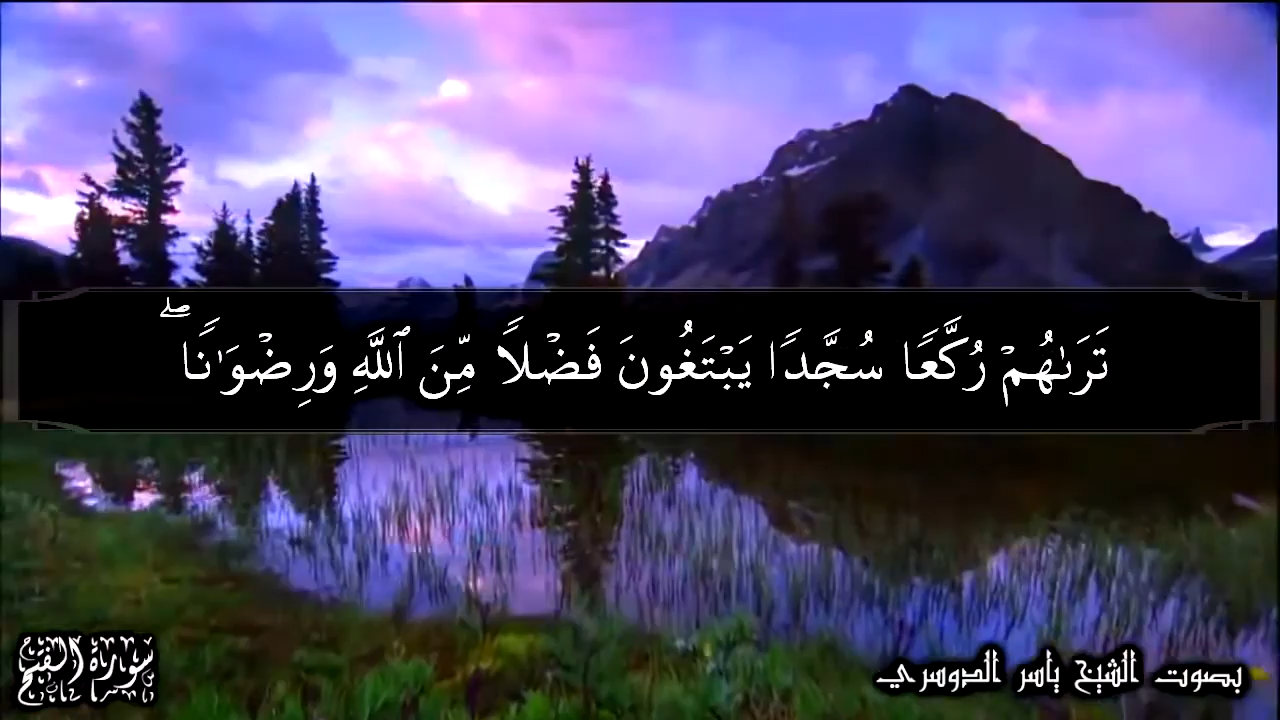 تَرَىٰهُمْ رُكَّعًا سُجَّدًا يَبْتَغُونَ فَضْلًا مِّنَ ٱللَّهِ وَرِضْوَٰنًا ۖ
سورة الفتح
بصوت الشيخ ياسر الدوسري